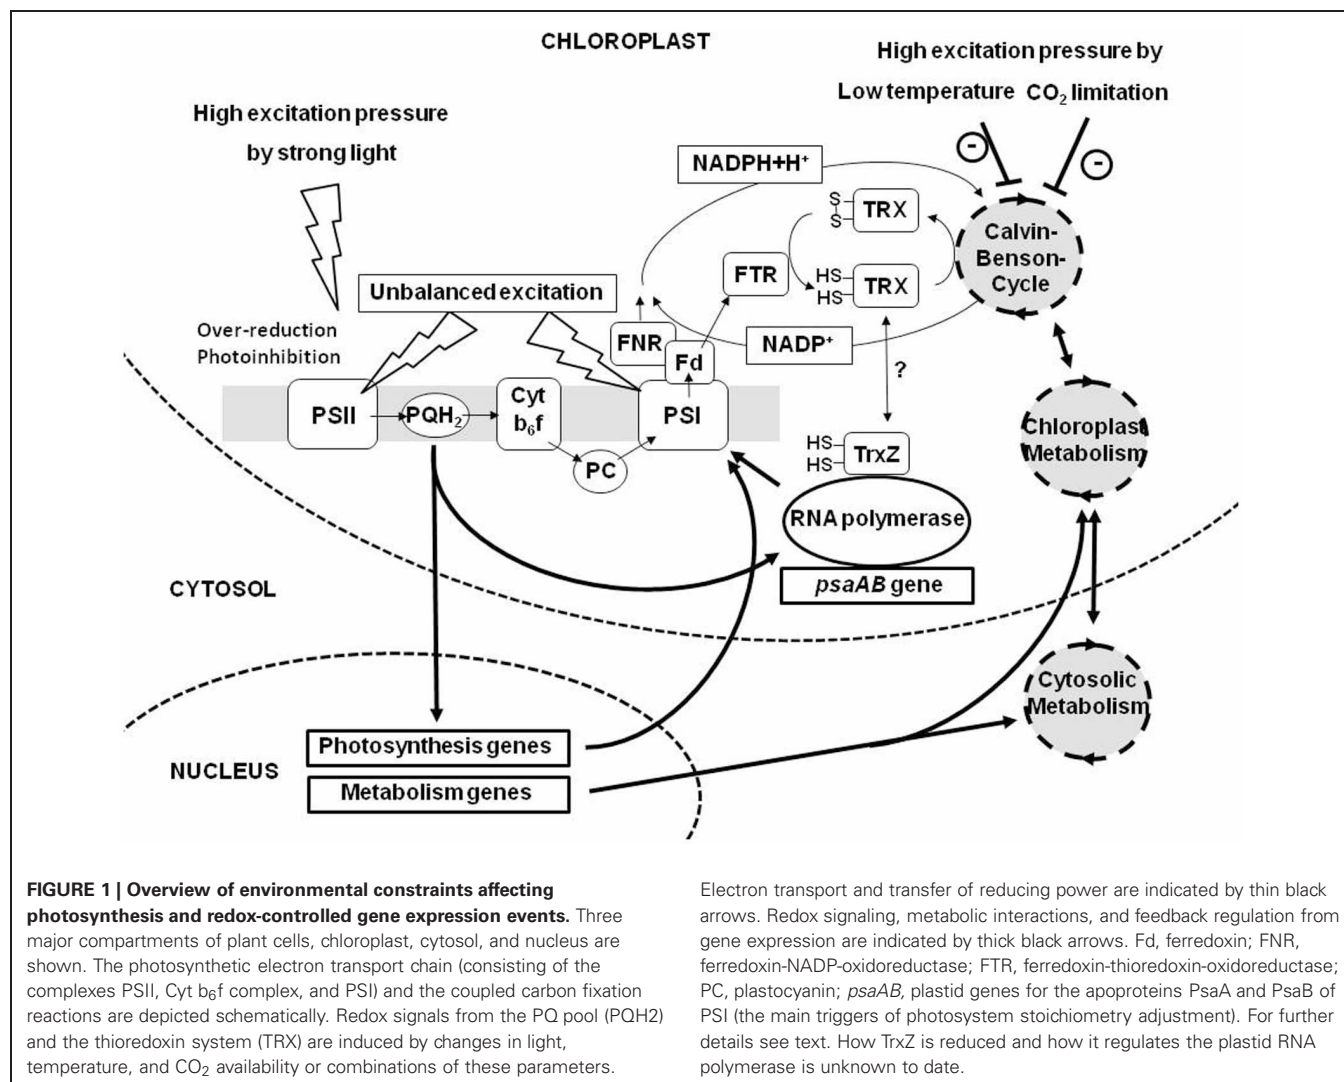 CHLOROPLAST
High excitation pressure by
Low temperature CO₂ limitation
High excitation pressure
by strong light
-
-
NADPH+H⁺
S
S
TRX
Calvin-
Benson-
Cycle
FTR
HS
HS
TRX
Unbalanced excitation
Over-reduction
Photoinhibition
FNR
Fd
NADP⁺
?
PSII
PQH₂
Cyt
b₆f
PC
PSI
Chloroplast
Metabolism
HS
HS
TrxZ
RNA polymerase
psaAB gene
CYTOSOL
Cytosolic
Metabolism
Photosynthesis genes
NUCLEUS
Metabolism genes
FIGURE 1 | Overview of environmental constraints affecting
photosynthesis and redox-controlled gene expression events. Three
major compartments of plant cells, chloroplast, cytosol, and nucleus are
shown. The photosynthetic electron transport chain (consisting of the
complexes PSII, Cyt b₆f complex, and PSI) and the coupled carbon fixation
reactions are depicted schematically. Redox signals from the PQ pool (PQH2)
and the thioredoxin system (TRX) are induced by changes in light,
temperature, and CO₂ availability or combinations of these parameters.
Electron transport and transfer of reducing power are indicated by thin black
arrows. Redox signaling, metabolic interactions, and feedback regulation from
gene expression are indicated by thick black arrows. Fd, ferredoxin; FNR,
ferredoxin-NADP-oxidoreductase; FTR, ferredoxin-thioredoxin-oxidoreductase;
PC, plastocyanin; psaAB, plastid genes for the apoproteins PsaA and PsaB of
PSI (the main triggers of photosystem stoichiometry adjustment). For further
details see text. How TrxZ is reduced and how it regulates the plastid RNA
polymerase is unknown to date.